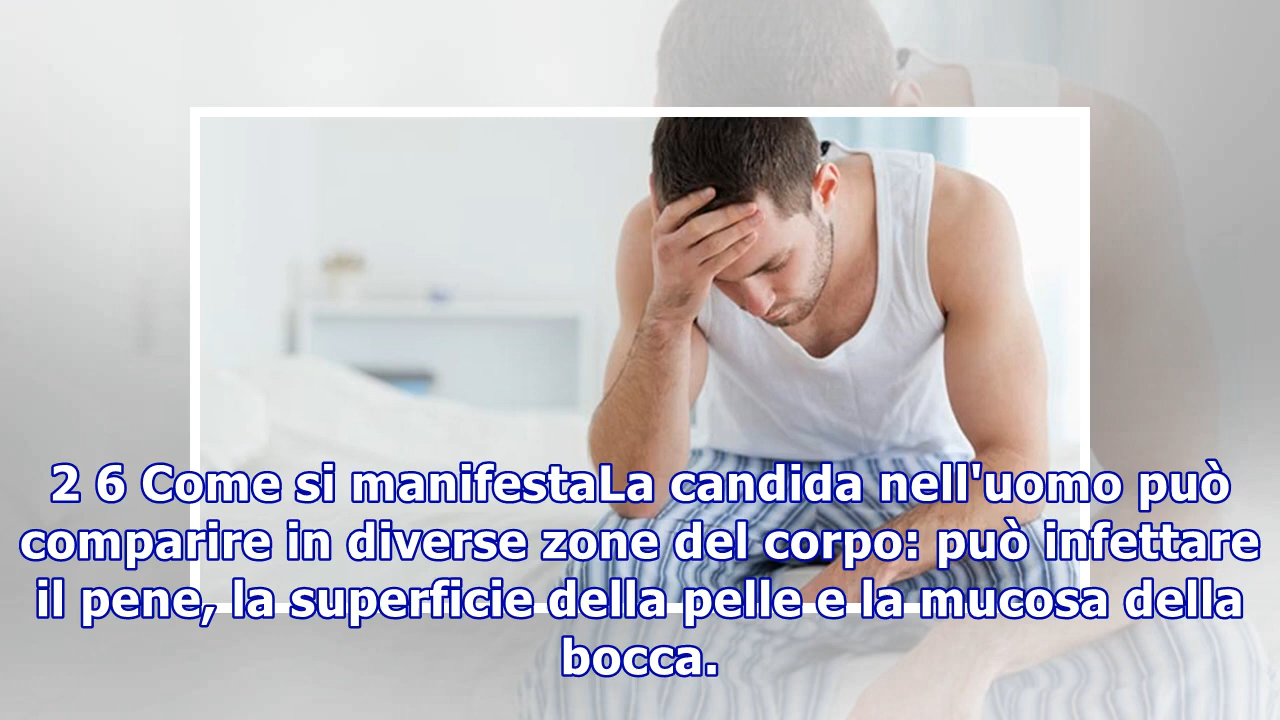 2 6 Come si manifestaLa candida nell'uomo può
comparire in diverse zone del corpo: può infettare
il pene, la superficie della pelle e la mucosa della
bocca.